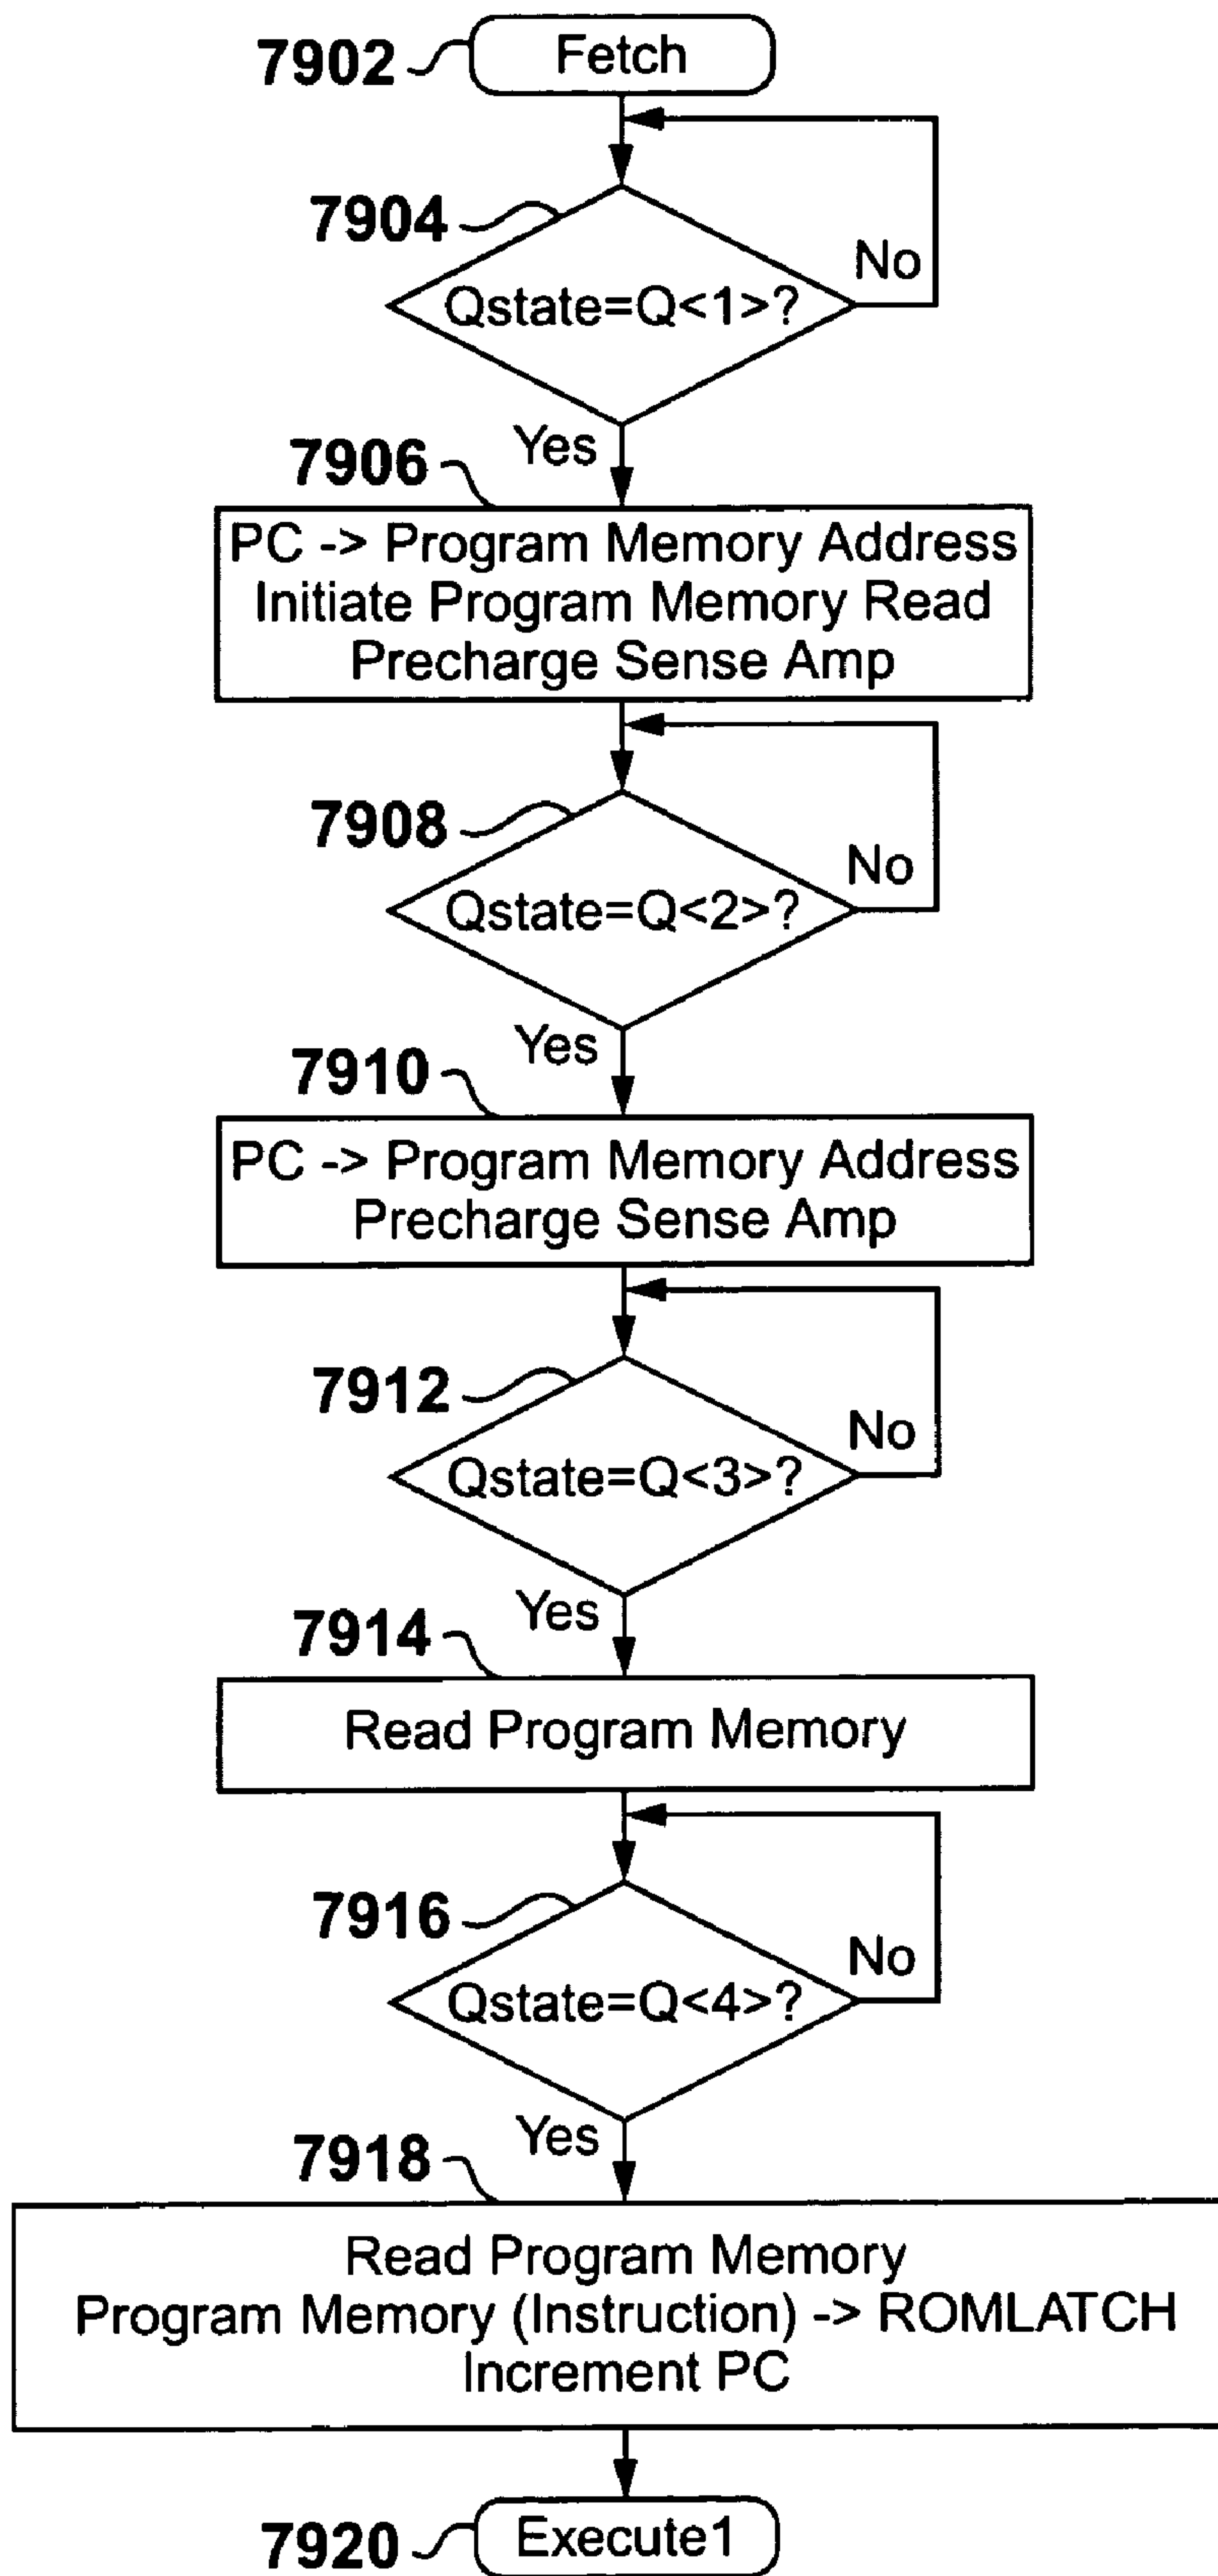 7902 Fetch
7904
No
Qstate=Q<1>?
Yes
7906
PC -> Program Memory Address
Initiate Program Memory Read
Precharge Sense Amp
7908
No
Qstate=Q<2>?
Yes
7910
PC -> Program Memory Address
Precharge Sense Amp
7912
No
Qstate=Q<3>?
Yes
7914
Read Program Memory
7916
No
Qstate=Q<4>?
Yes
7918
Read Program Memory
Program Memory (Instruction) -> ROMLATCH
Increment PC
7920 Execute1